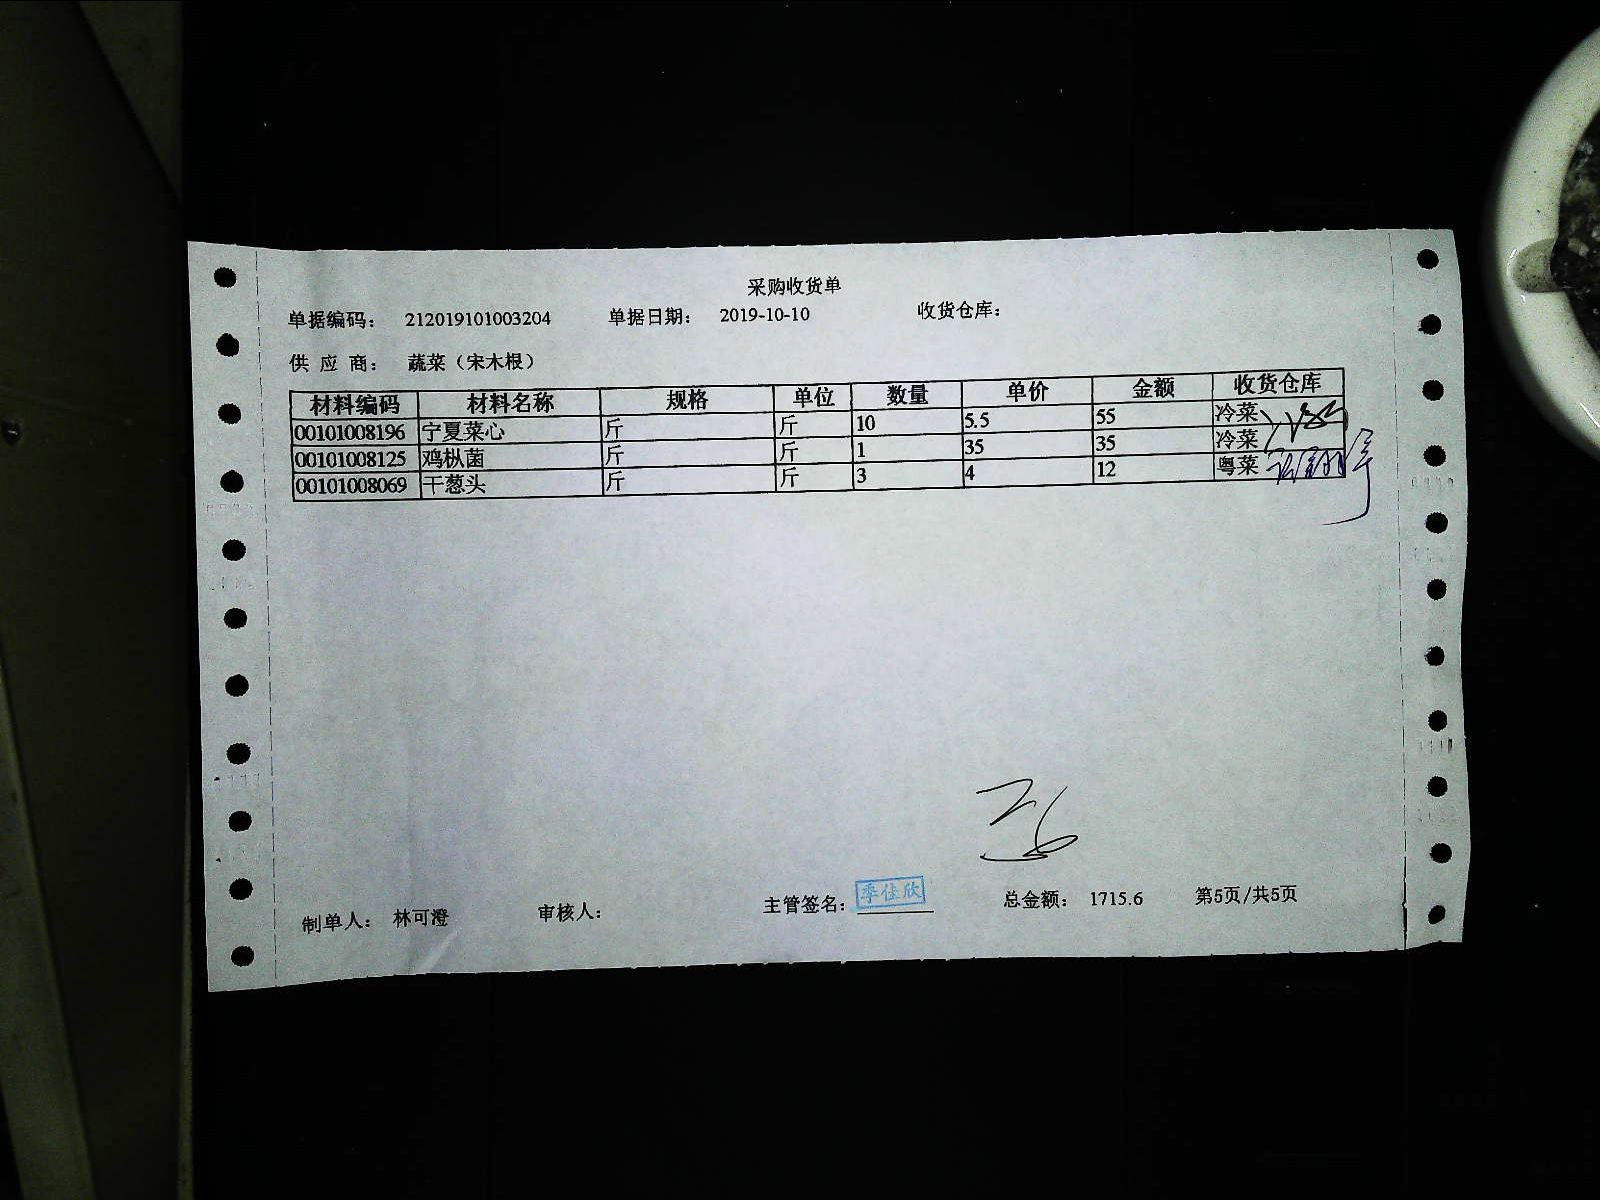 采购收货单
单据编码： 212019101003204 单据日期： 2019-10-10 收货仓库：
供 应 商： 蔬菜（宋木根）
材料编码 材料名称 规格 单位 数量 单价 金额 收货仓库
00101008196 宁夏菜心 斤 斤 10 5.5 55 冷菜
00101008125 鸡枞菌 斤 斤 1 35 35 冷菜
00101008069 干葱头 斤 斤 3 4 12 粤菜
制单人： 林可澄 审核人： 主管签名： 季佳欣 总金额： 1715.6 第5页/共5页